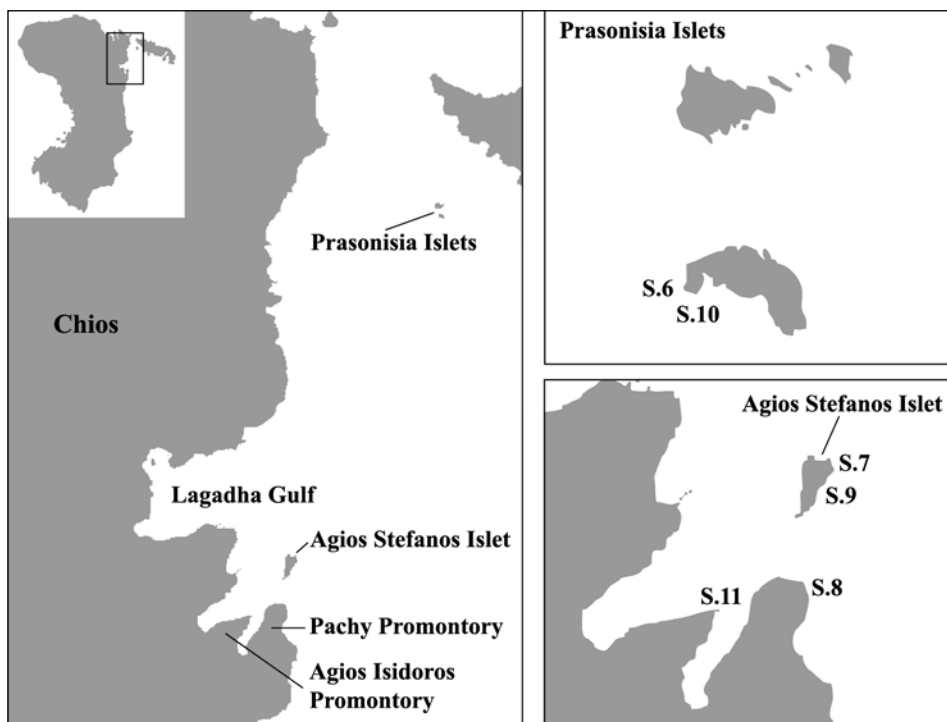 Prasonisia Islets
Chios
Lagadha Gulf
Agios Stefanos Islet
Pachy Promontory
Agios Isidoros
Promontory
Prasonisia Islets
S.6
S.10
Agios Stefanos Islet
S.7
S.9
S.8
S.11